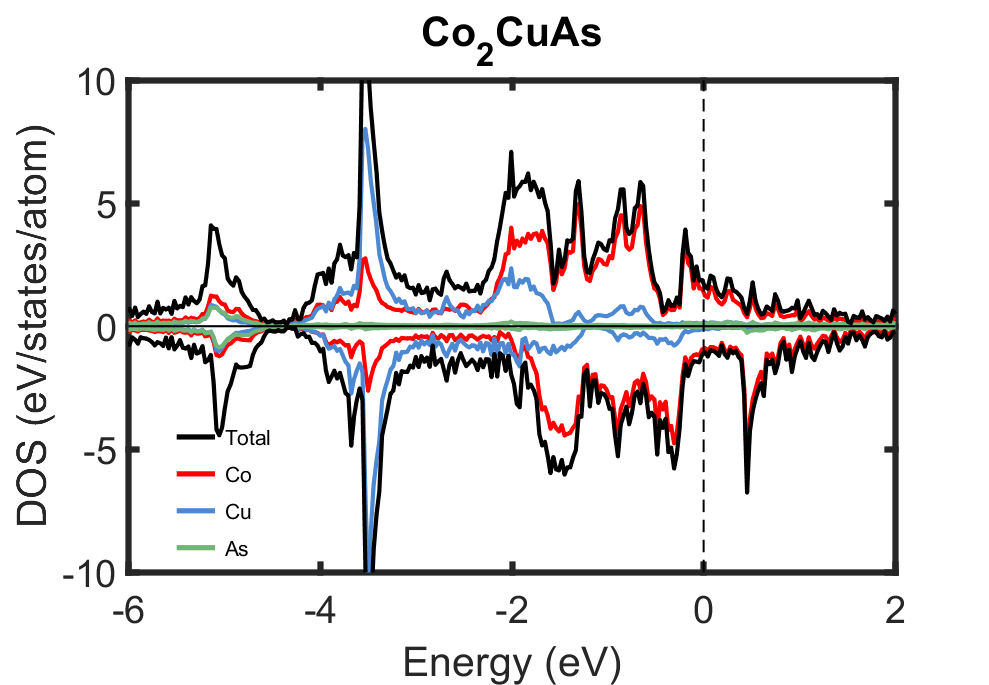 Co₂CuAs
DOS (eV/states/atom)
10
5
0
-5
-10
Total
Co
Cu
As
-6 -4 -2 0 2
Energy (eV)